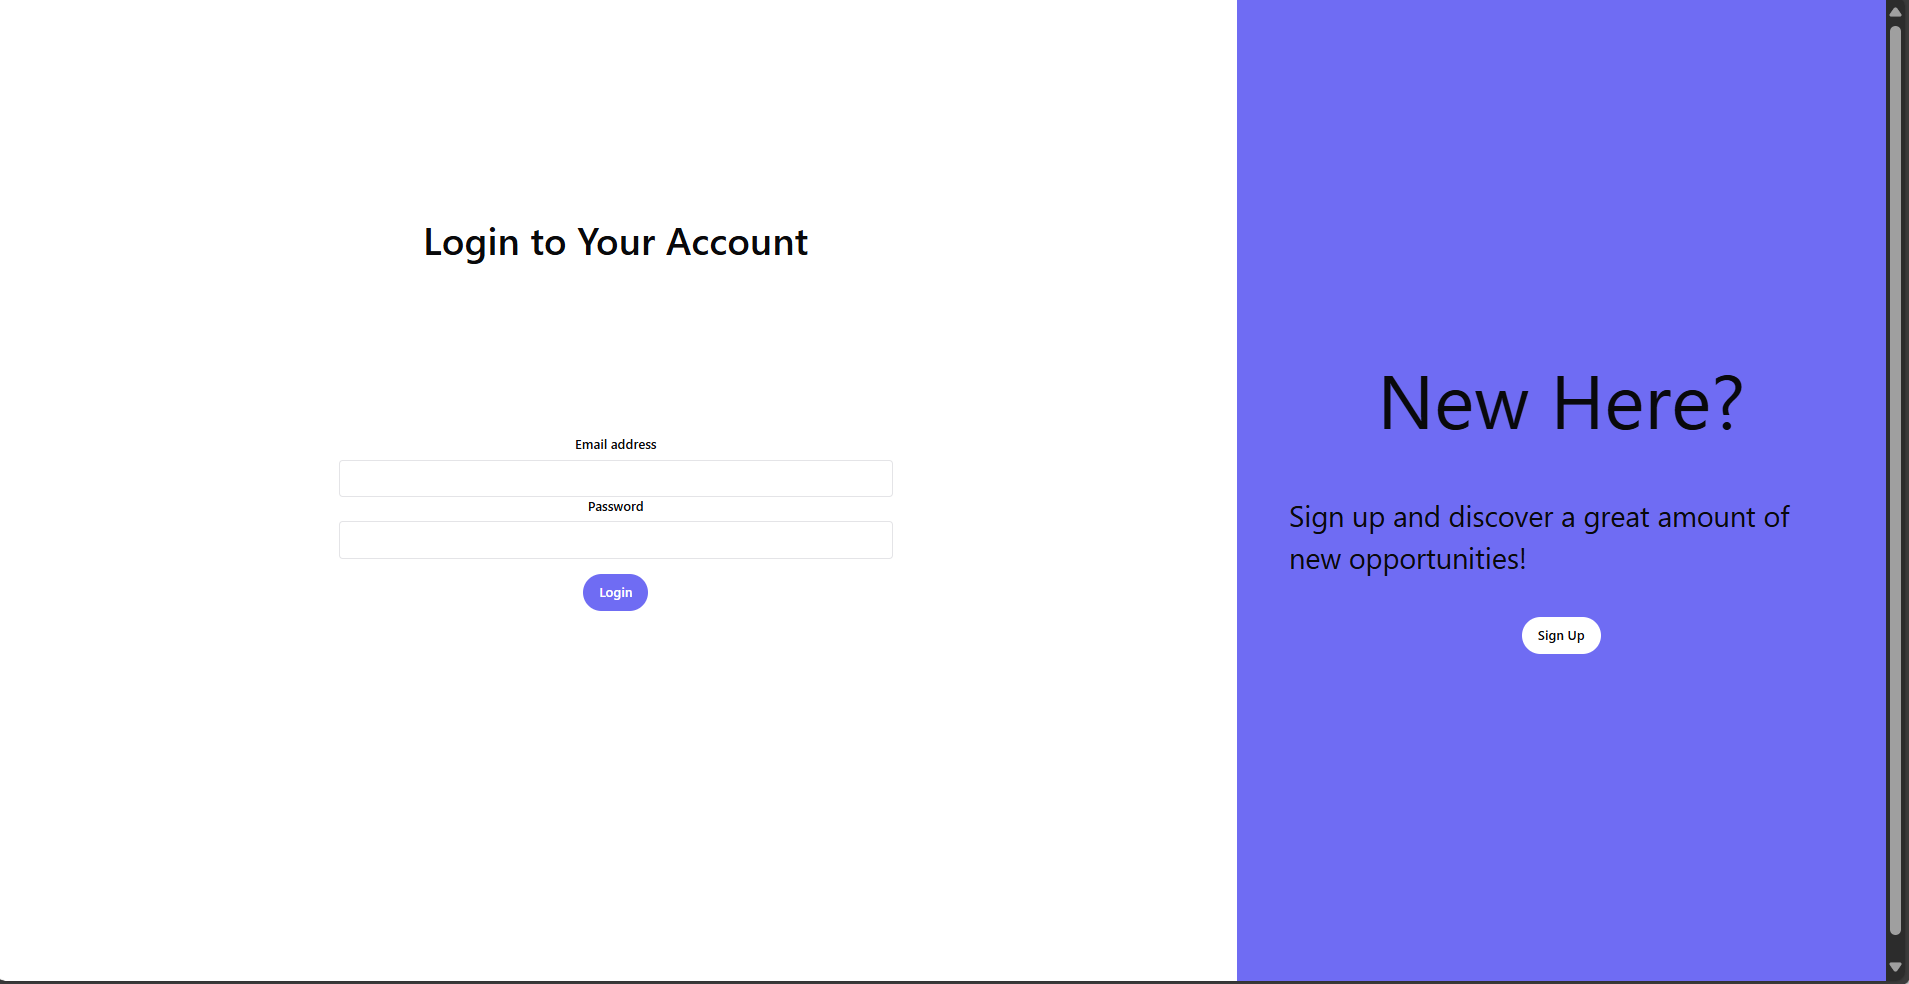 Login to Your Account
Email address
Password
Login
New Here?
Sign up and discover a great amount of
new opportunities!
Sign Up